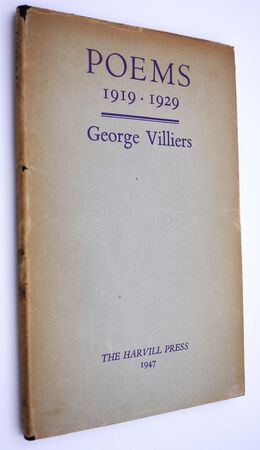 POEMS
1919 · 1929
George Villiers
THE HARVILL PRESS
1947